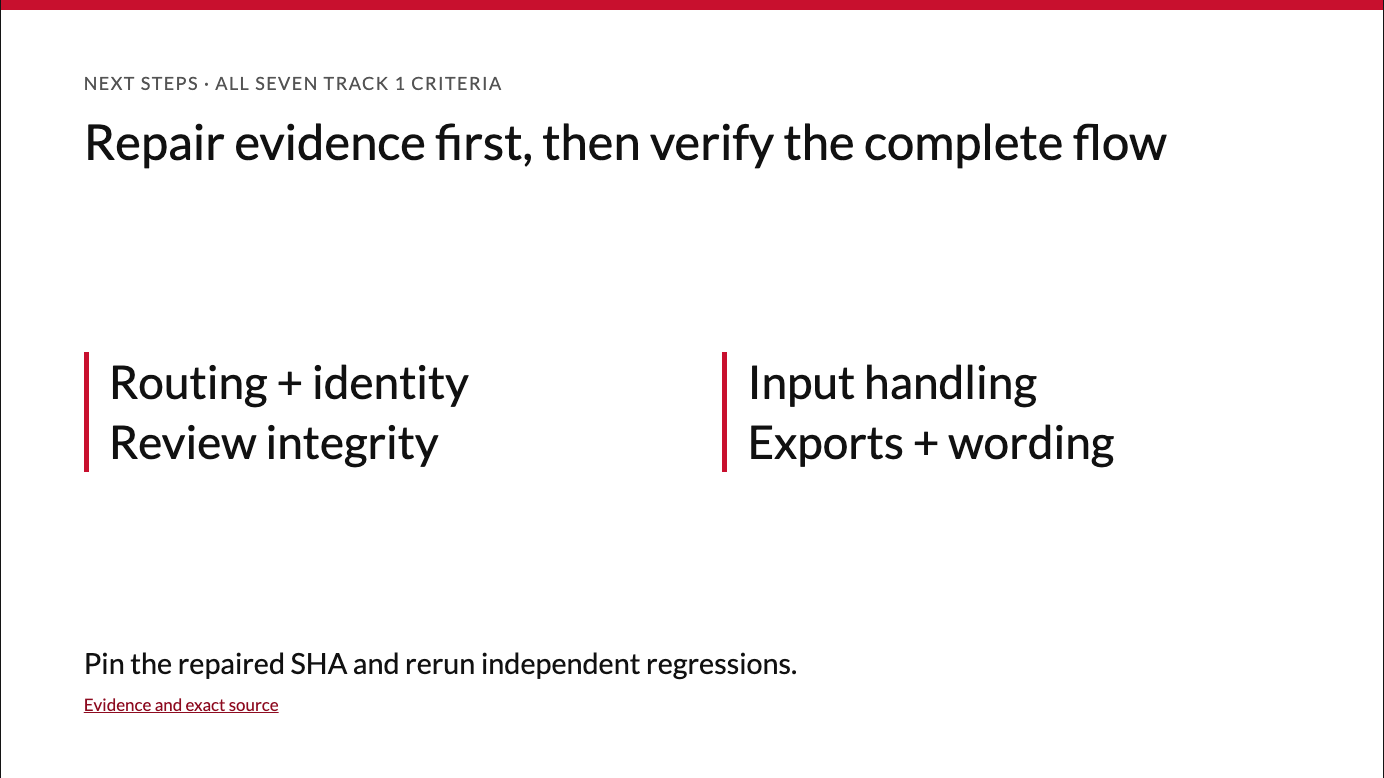 NEXT STEPS · ALL SEVEN TRACK 1 CRITERIA
Repair evidence first, then verify the complete flow
Routing + identity
Review integrity
Input handling
Exports + wording
Pin the repaired SHA and rerun independent regressions.
Evidence and exact source